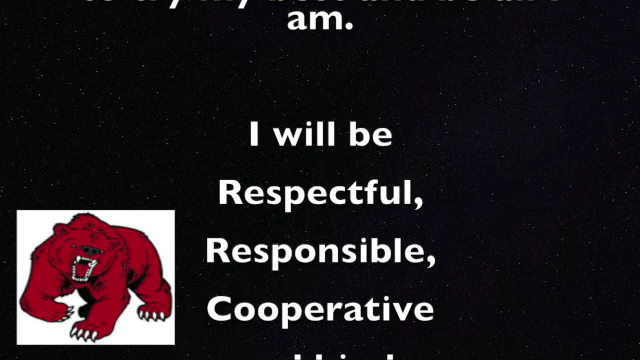 am.
I will be
Respectful,
Responsible,
Cooperative